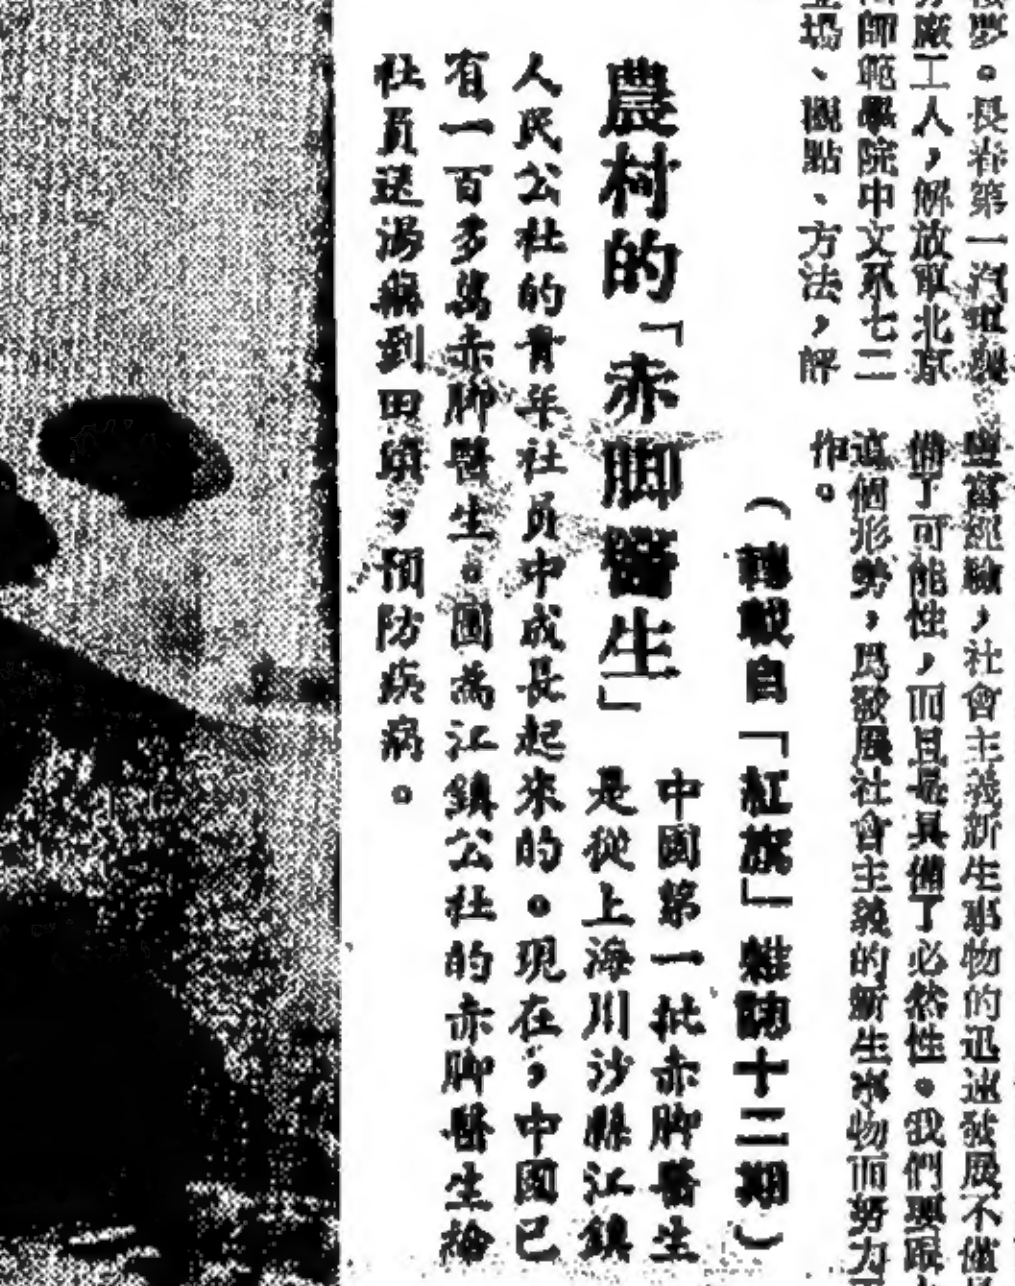 夢。長春第一汽車製
廠工人，解放軍北京
師範學院中文系七二
場、觀點、方法，解
豐富經驗，社會主義新生事物的迅速發展不僅
備了可能性，而且是具備了必然性。我們要跟
這個形勢，爲發展社會主義的新生事物而努力
作。
（轉載自「紅旗」雜誌十二期）
農村的「赤脚醫生」
中國第一批赤脚醫生
是從上海川沙縣江鎮
人民公社的青年社員中成長起來的。現在，中國已
有一百多萬赤脚醫生。圖爲江鎮公社的赤脚醫生給
社員送湯藥到田頭，預防疾病。